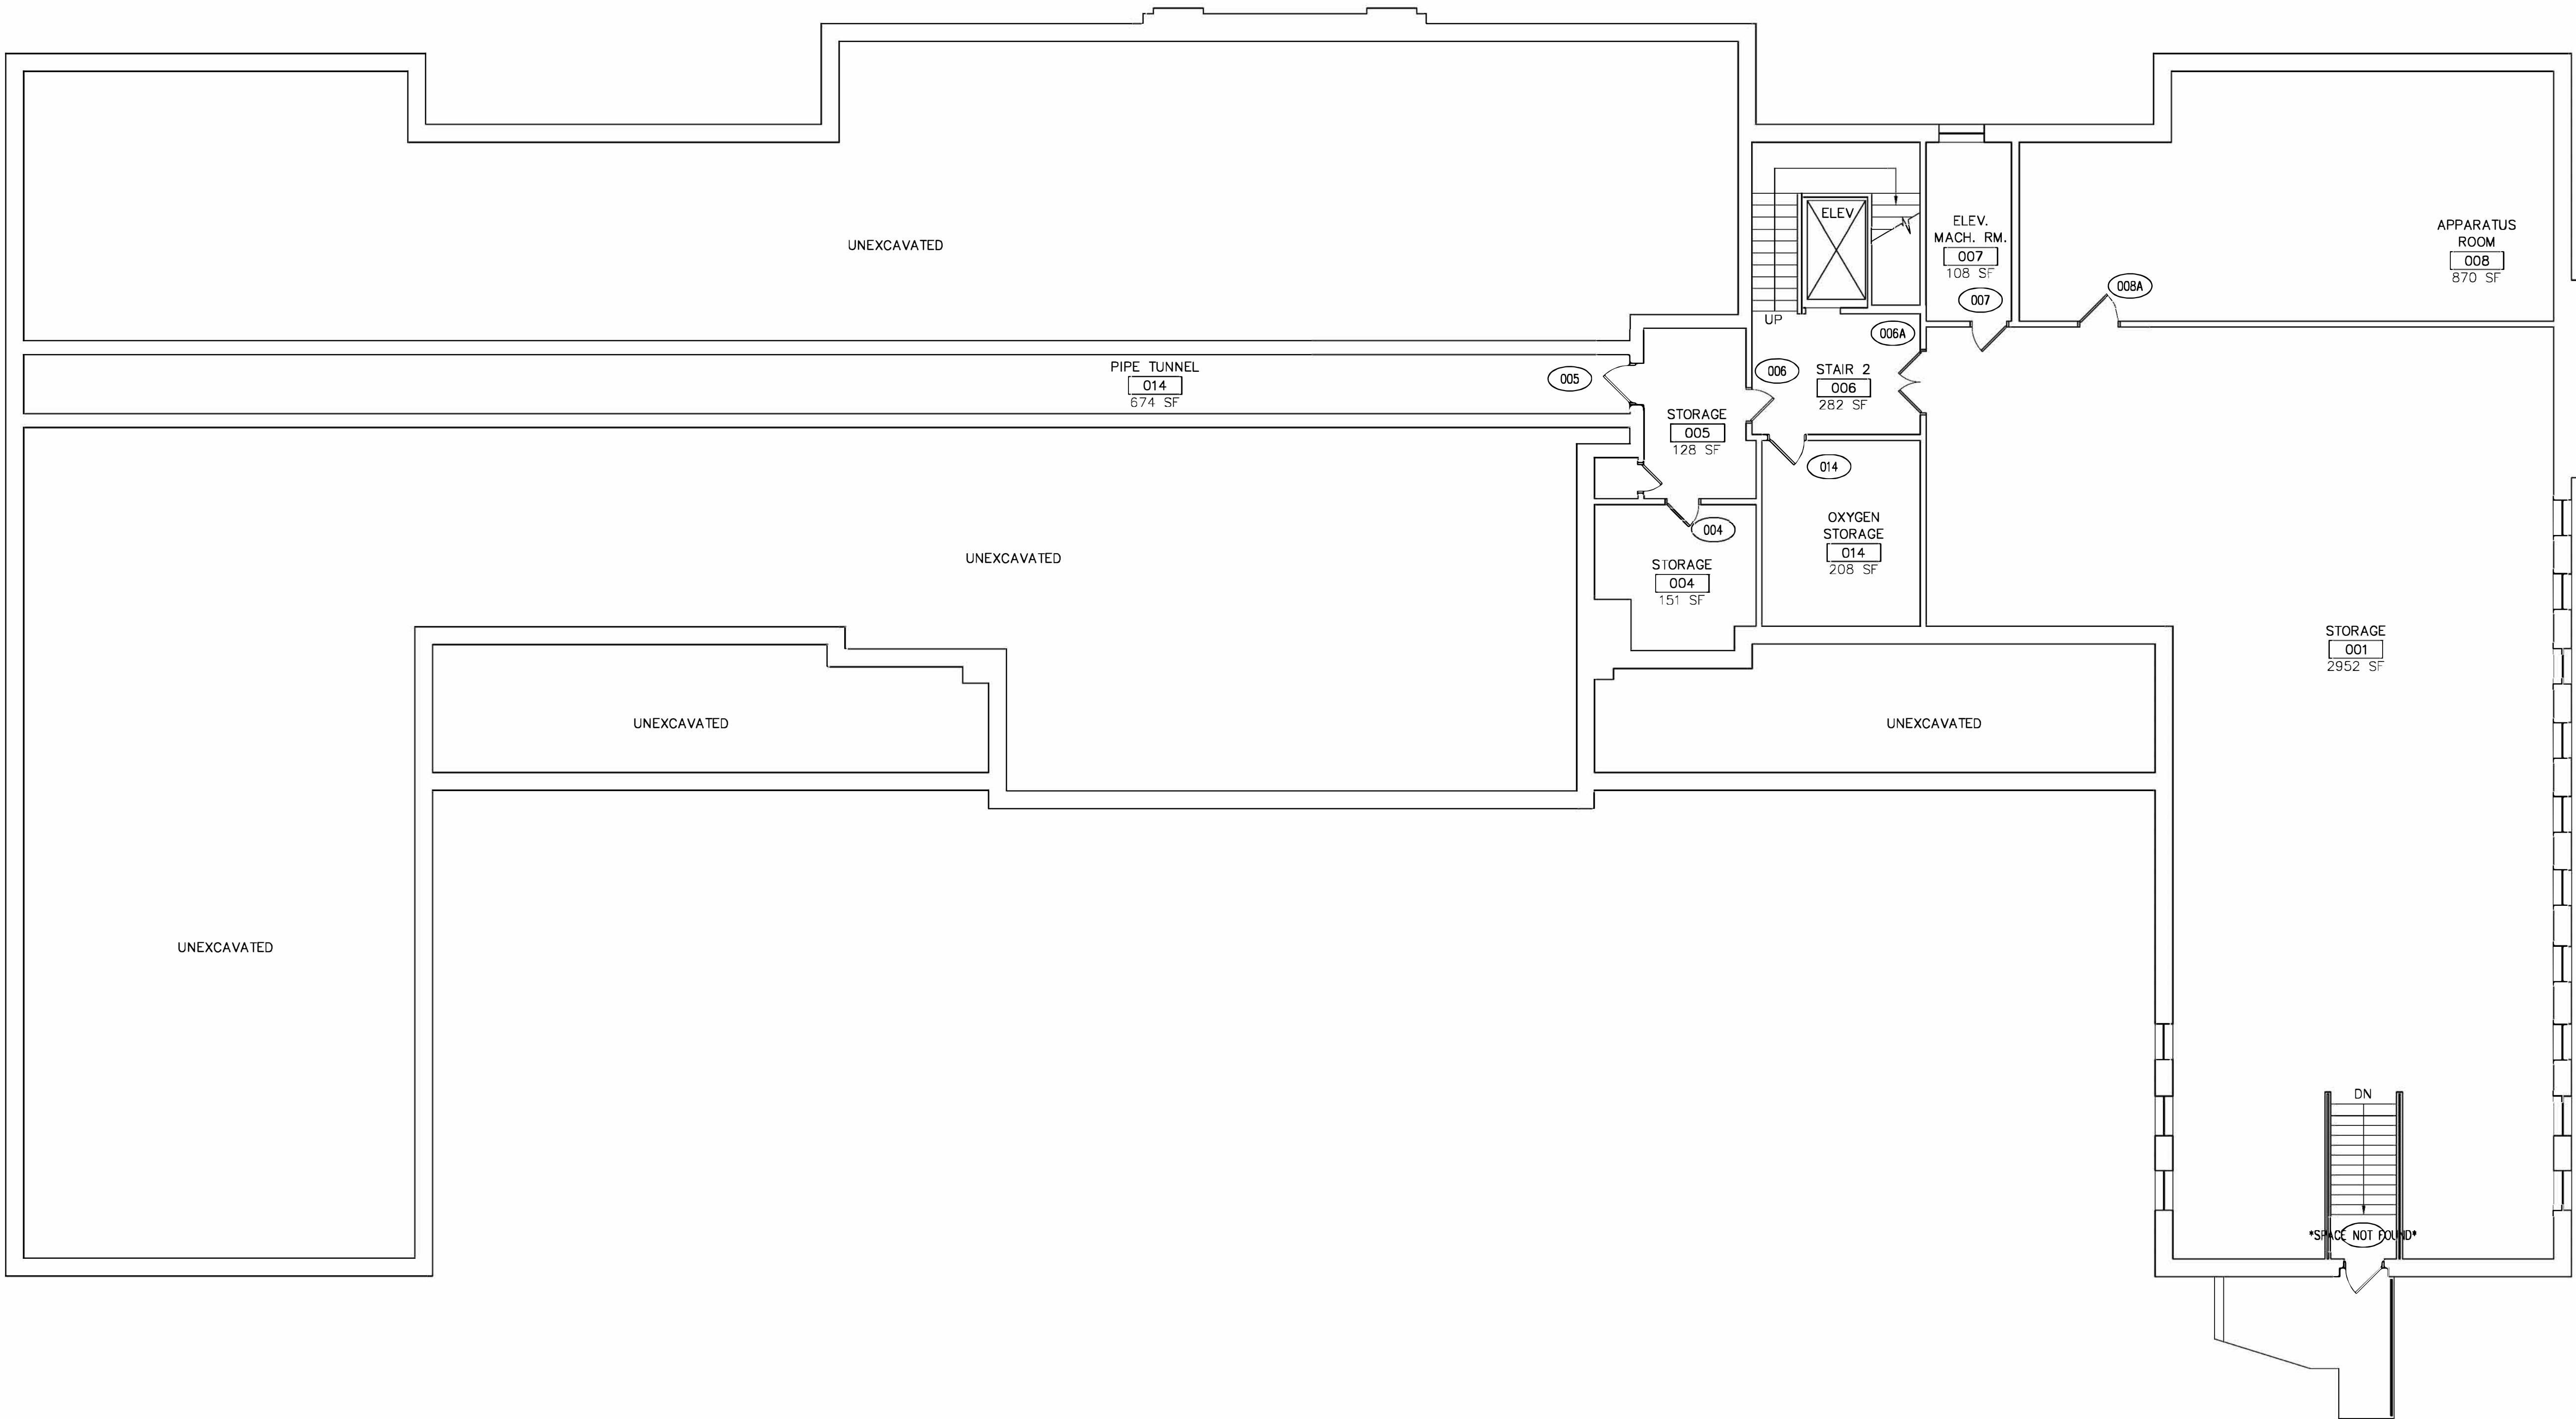 UNEXCAVATED
PIPE TUNNEL
014
674 SF
005
UNEXCAVATED
UNEXCAVATED
UNEXCAVATED
ELEV
UP
006A
006
STAIR 2
006
282 SF
STORAGE
005
128 SF
014
004
STORAGE
004
151 SF
OXYGEN
STORAGE
014
208 SF
UNEXCAVATED
ELEV.
MACH. RM.
007
108 SF
007
008A
APPARATUS
ROOM
008
870 SF
STORAGE
001
2952 SF
DN
*SPACE NOT FOUND*